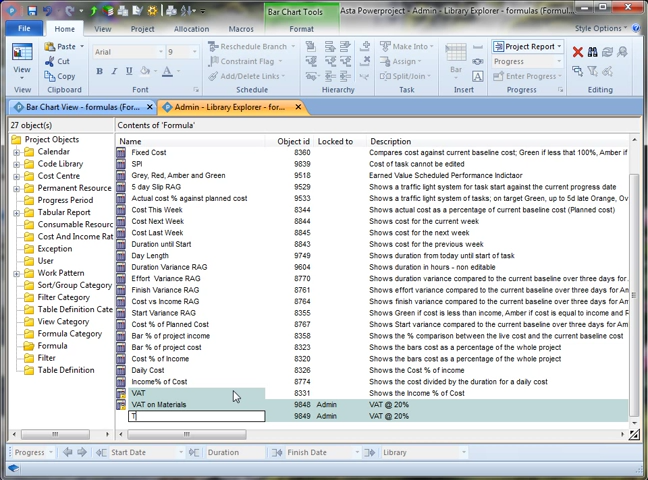 Bar Chart Tools
Asta Powerproject - Admin - Library Explorer - formulas (Formul...
File Home View Project Allocation Macros Format Style Options
View
View
Paste
Cut
Copy
Clipboard
Arial 9
B I U
Font
Reschedule Branch
Constraint Flag
Add/Delete Links
Schedule
Make Into
Assign
Split/Join
Hierarchy
Bar
Insert
Project Report
Progress
Progress
Editing
Bar Chart View - formulas (For...
Admin - Library Explorer - for...
27 object(s) Contents of 'Formula'
Project Objects
Calendar
Code Library
Cost Centre
Permanent Resource
Progress Period
Tabular Report
Consumable Resource
Cost And Income Rat
Exception
User
Work Pattern
Sort/Group Category
Filter Category
Table Definition Cate
View Category
Formula Category
Formula
Filter
Table Definition
Name Object id Locked to Description
Fixed Cost 8360 Compares cost against current baseline cost; Green if less that 100%, Amber if
SPI 9839 Cost of task cannot be edited
Grey, Red, Amber and Green 9518 Earned Value Scheduled Performance Indictaor
5 day Slip RAG 9529 Shows a traffic light system for task start against the current progress date
Actual cost % against planned cost 9533 Shows a traffic light system for tasks; on target Green, up to 5d late Orange, Ov
Cost This Week 8344 Shows actual cost as a percentage of current baseline cost (Planned cost)
Cost Next Week 8844 Shows cost for the current week
Cost Last Week 8845 Shows cost for the next week
Duration until Start 8843 Shows cost for the previous week
Day Length 9749 Shows duration from today until start of task
Duration Variance RAG 9604 Shows duration in hours - non editable
Effort Variance RAG 8770 Shows duration variance compared to the current baseline over three days for
Finish Variance RAG 8771 Shows effort variance compared to the current baseline over three days for Am
Cost vs Income RAG 8764 Shows finish variance compared to the current baseline over three days for Am
Start Variance RAG 8355 Shows Green if cost is less than income, Amber if cost is equal to income and F
Cost % of Planned Cost 8767 Shows Start variance compared to the current baseline over three days for Am
Bar % of project income 8358 Shows the % comparison between the live cost and the current baseline cost
Bar % of project cost 8323 Shows the bars cost as a percentage of the whole project
Cost % of Income 8320 Shows the bars cost as a percentage of the whole project
Daily Cost 8326 Shows the Cost % of income
Income% of Cost 8774 Shows the cost divided by the duration for a daily cost
VAT 8331 Shows the Income % of Cost
VAT on Materials 9848 Admin VAT @ 20%
T 9849 Admin VAT @ 20%
Progress Start Date Duration Finish Date Library